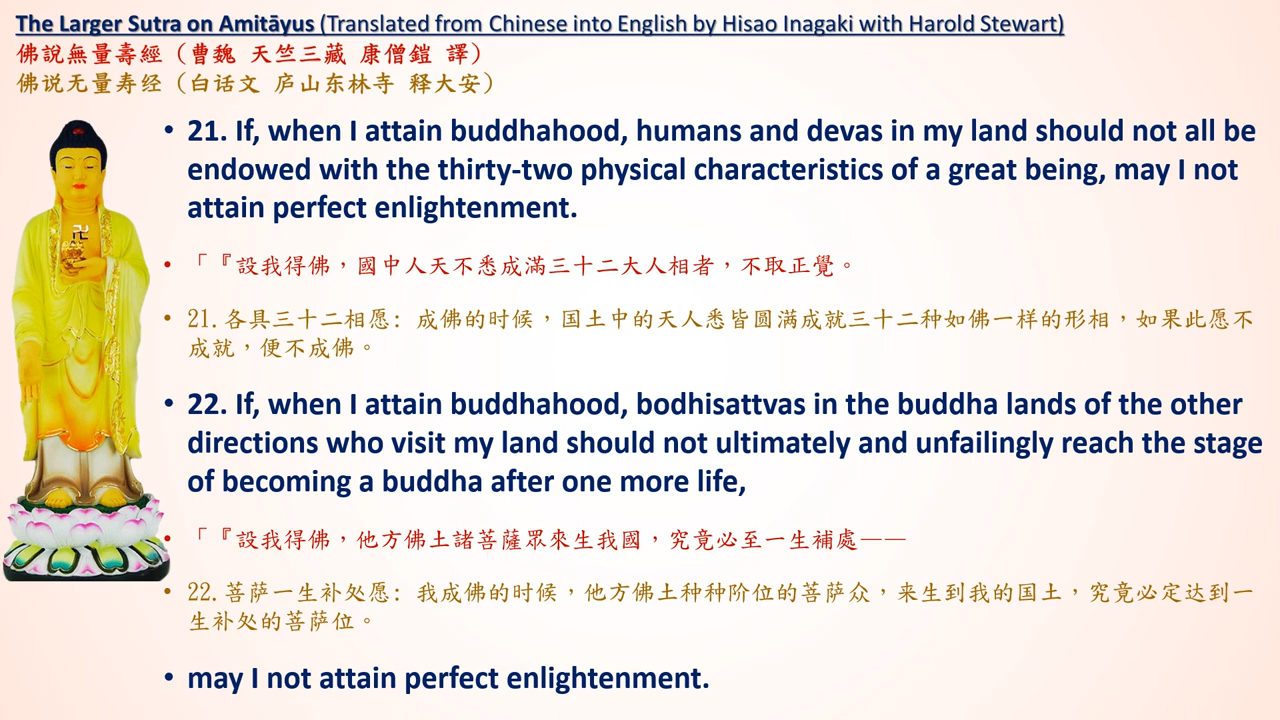 The Larger Sutra on Amitāyus (Translated from Chinese into English by Hisao Inagaki with Harold Stewart)
佛說無量壽經（曹魏 天竺三藏 康僧鎧 譯）
佛说无量寿经（白话文 庐山东林寺 释大安）
• 21. If, when I attain buddhahood, humans and devas in my land should not all be
endowed with the thirty-two physical characteristics of a great being, may I not
attain perfect enlightenment.
• 「『設我得佛，國中人天不悉成滿三十二大人相者，不取正覺。
• 21.各具三十二相愿：成佛的时候，国土中的天人悉皆圆满成就三十二种如佛一样的形相，如果此愿不
成就，便不成佛。
• 22. If, when I attain buddhahood, bodhisattvas in the buddha lands of the other
directions who visit my land should not ultimately and unfailingly reach the stage
of becoming a buddha after one more life,
• 「『設我得佛，他方佛土諸菩薩眾來生我國，究竟必至一生補處——
• 22.菩萨一生补处愿：我成佛的时候，他方佛土种种阶位的菩萨众，来生到我的国土，究竟必定达到一
生补处的菩萨位。
• may I not attain perfect enlightenment.
卍